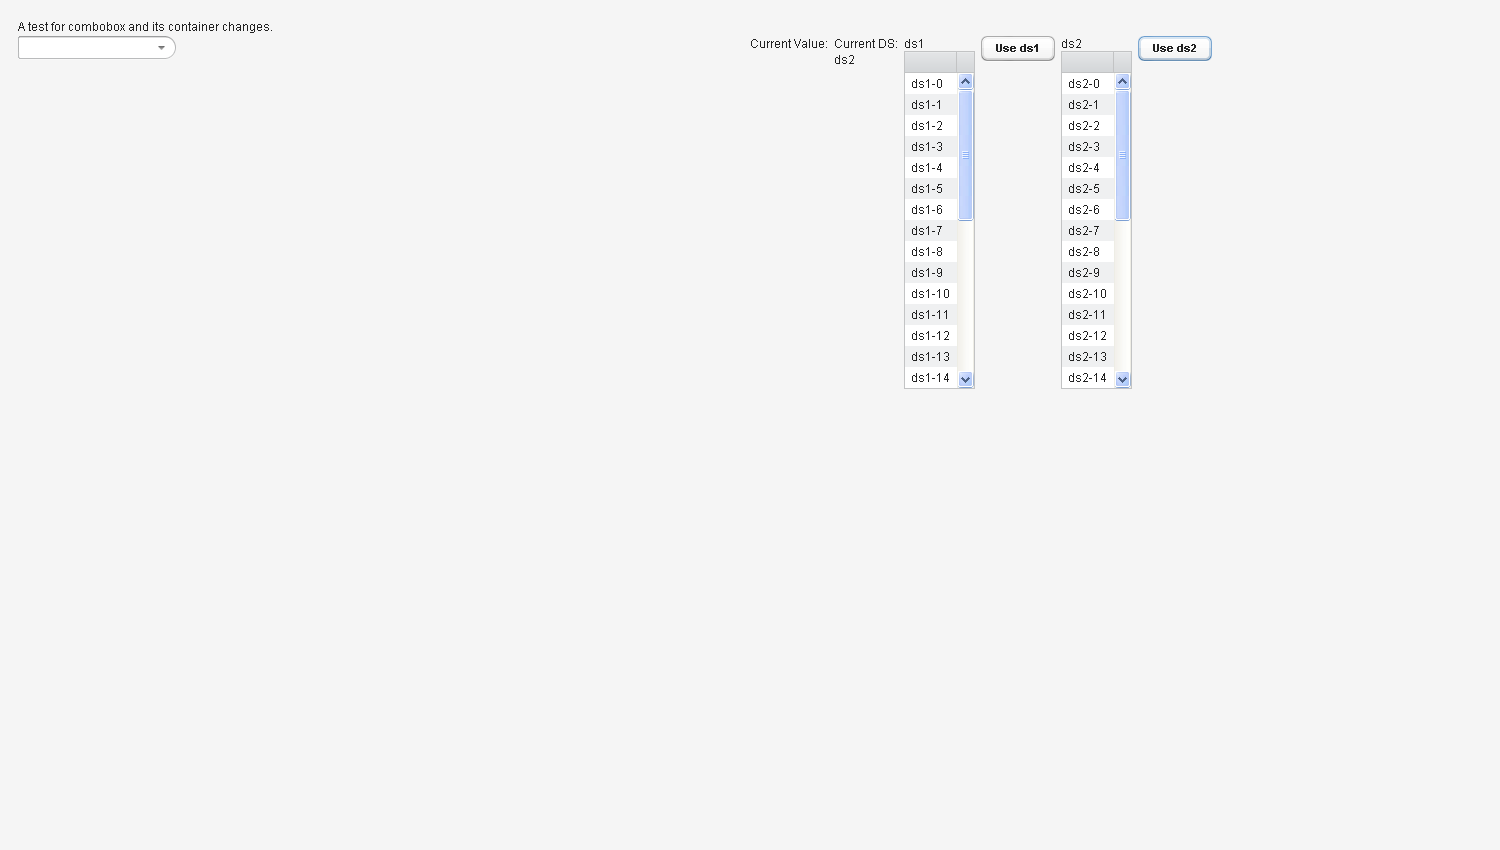 A test for combobox and its container changes.
Current Value:
Current DS:
ds2
ds1
ds1-0
ds1-1
ds1-2
ds1-3
ds1-4
ds1-5
ds1-6
ds1-7
ds1-8
ds1-9
ds1-10
ds1-11
ds1-12
ds1-13
ds1-14
Use ds1
ds2
ds2-0
ds2-1
ds2-2
ds2-3
ds2-4
ds2-5
ds2-6
ds2-7
ds2-8
ds2-9
ds2-10
ds2-11
ds2-12
ds2-13
ds2-14
Use ds2